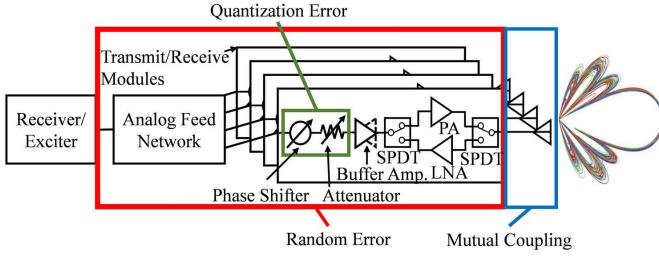 Quantization Error
Transmit/Receive
Modules
Receiver/
Exciter
Analog Feed
Network
PA
SPDT
SPDT
LNA
Buffer Amp.
Phase Shifter
Attenuator
Random Error
Mutual Coupling